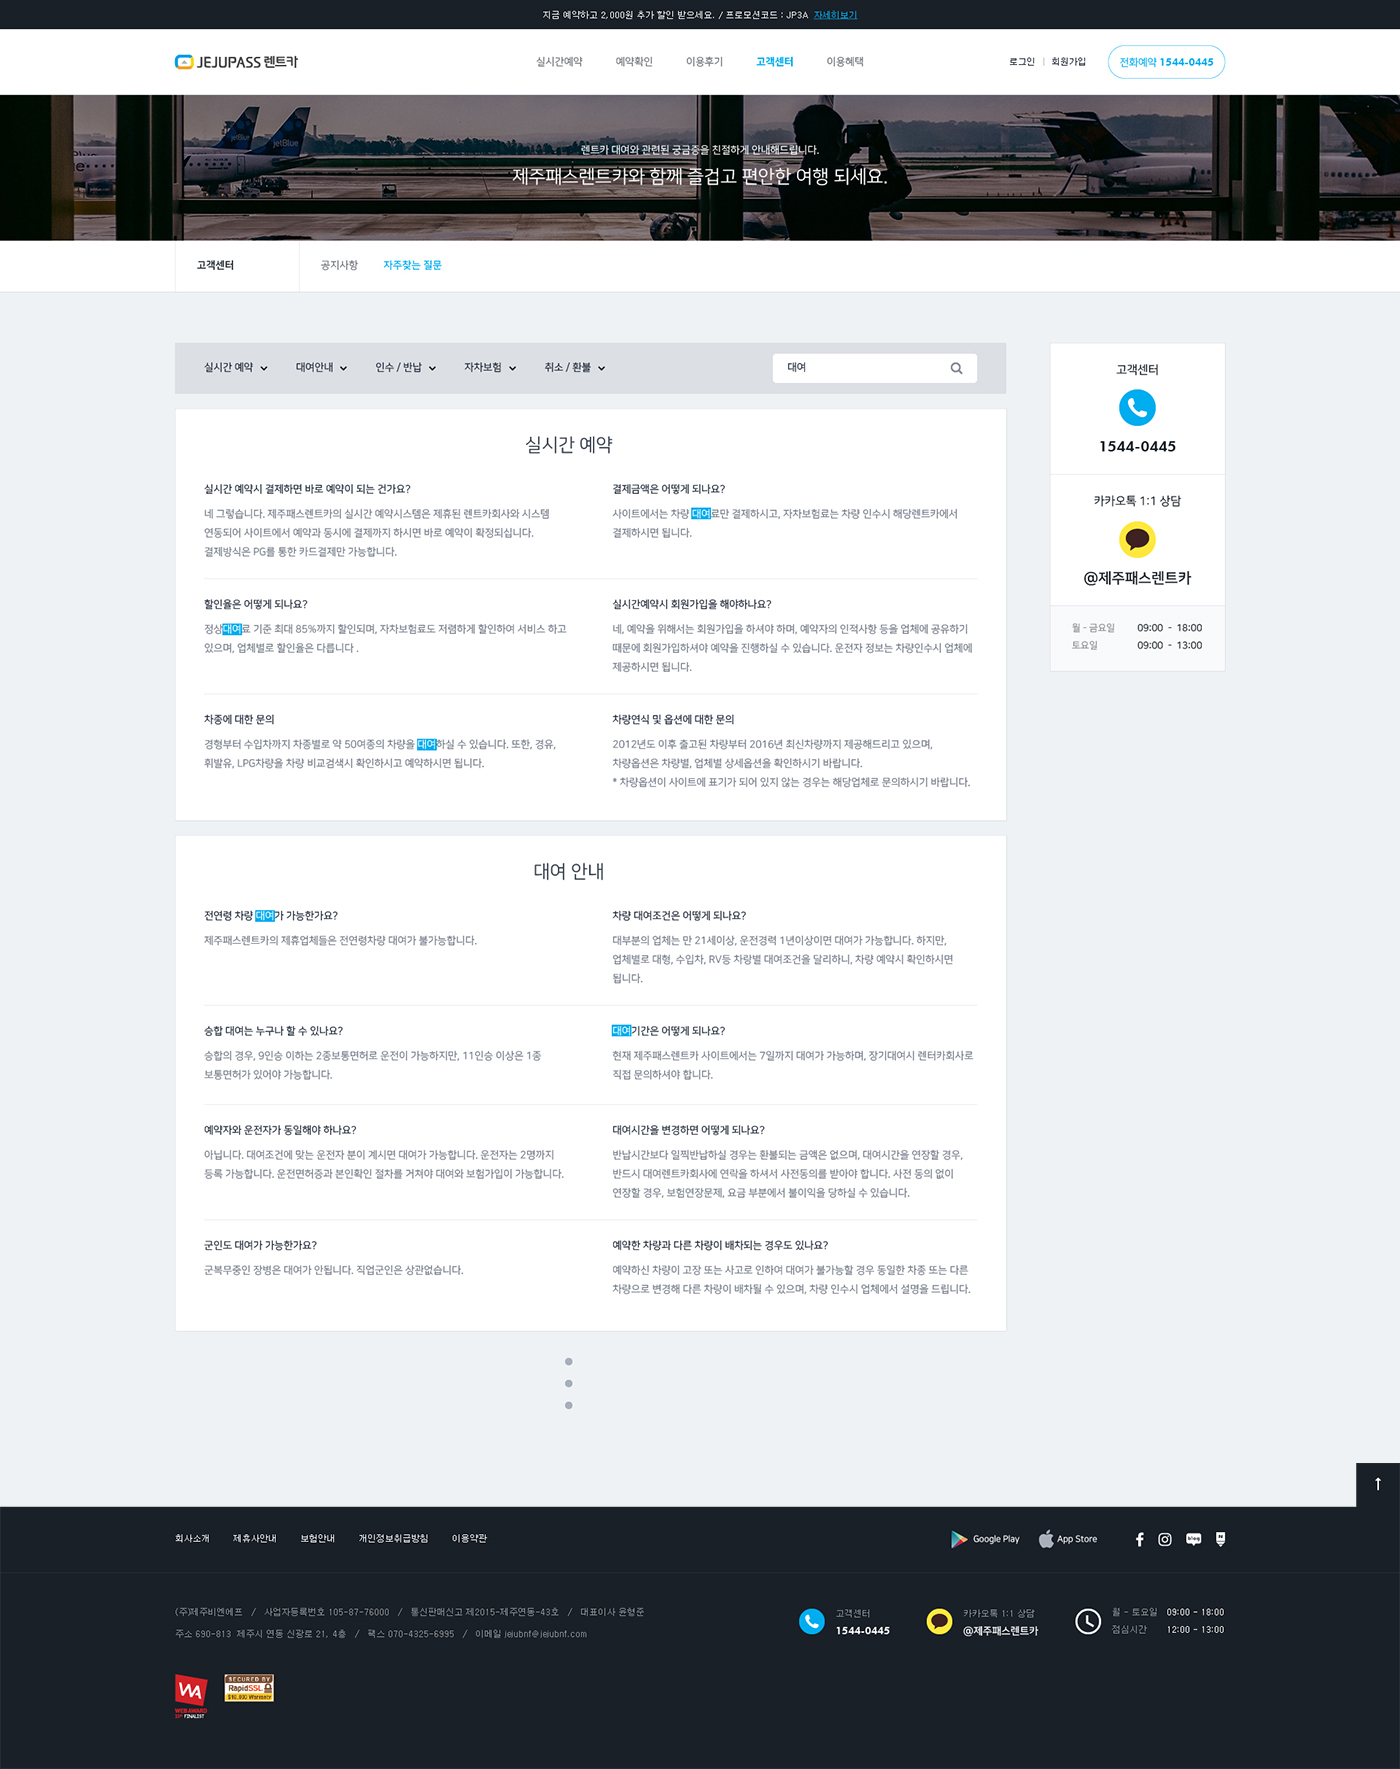 지금 예약하고 2,000원 추가 할인 받으세요. / 프로모션코드 : JP3A 자세히보기
JEJUPASS 렌트카
실시간예약 예약확인 이용후기 고객센터 이용혜택
로그인 | 회원가입
전화예약 1544-0445
jetBlue
렌트카 대여와 관련된 궁금증을 친절하게 안내해드립니다.
제주패스렌트카와 함께 즐겁고 편안한 여행 되세요.
고객센터 공지사항 자주찾는 질문
실시간 예약 대여안내 인수 / 반납 자차보험 취소 / 환불
대여
실시간 예약
실시간 예약시 결제하면 바로 예약이 되는 건가요?
네 그렇습니다. 제주패스렌트카의 실시간 예약시스템은 제휴된 렌트카회사와 시스템
연동되어 사이트에서 예약과 동시에 결제까지 하시면 바로 예약이 확정되십니다.
결제방식은 PG를 통한 카드결제만 가능합니다.
결제금액은 어떻게 되나요?
사이트에서는 차량 대여료만 결제하시고, 자차보험료는 차량 인수시 해당렌트카에서
결제하시면 됩니다.
할인율은 어떻게 되나요?
정상대여료 기준 최대 85%까지 할인되며, 자차보험료도 저렴하게 할인하여 서비스 하고
있으며, 업체별로 할인율은 다릅니다 .
실시간예약시 회원가입을 해야하나요?
네, 예약을 위해서는 회원가입을 하셔야 하며, 예약자의 인적사항 등을 업체에 공유하기
때문에 회원가입하셔야 예약을 진행하실 수 있습니다. 운전자 정보는 차량인수시 업체에
제공하시면 됩니다.
차종에 대한 문의
경형부터 수입차까지 차종별로 약 50여종의 차량을 대여하실 수 있습니다. 또한, 경유,
휘발유, LPG차량을 차량 비교검색시 확인하시고 예약하시면 됩니다.
차량연식 및 옵션에 대한 문의
2012년도 이후 출고된 차량부터 2016년 최신차량까지 제공해드리고 있으며,
차량옵션은 차량별, 업체별 상세옵션을 확인하시기 바랍니다.
* 차량옵션이 사이트에 표기가 되어 있지 않는 경우는 해당업체로 문의하시기 바랍니다.
대여 안내
전연령 차량 대여가 가능한가요?
제주패스렌트카의 제휴업체들은 전연령차량 대여가 불가능합니다.
차량 대여조건은 어떻게 되나요?
대부분의 업체는 만 21세이상, 운전경력 1년이상이면 대여가 가능합니다. 하지만,
업체별로 대형, 수입차, RV등 차량별 대여조건을 달리하니, 차량 예약시 확인하시면
됩니다.
승합 대여는 누구나 할 수 있나요?
승합의 경우, 9인승 이하는 2종보통면허로 운전이 가능하지만, 11인승 이상은 1종
보통면허가 있어야 가능합니다.
대여기간은 어떻게 되나요?
현재 제주패스렌트카 사이트에서는 7일까지 대여가 가능하며, 장기대여시 렌터카회사로
직접 문의하셔야 합니다.
예약자와 운전자가 동일해야 하나요?
아닙니다. 대여조건에 맞는 운전자 분이 계시면 대여가 가능합니다. 운전자는 2명까지
등록 가능합니다. 운전면허증과 본인확인 절차를 거쳐야 대여와 보험가입이 가능합니다.
대여시간을 변경하면 어떻게 되나요?
반납시간보다 일찍반납하실 경우는 환불되는 금액은 없으며, 대여시간을 연장할 경우,
반드시 대여렌트카회사에 연락을 하셔서 사전동의를 받아야 합니다. 사전 동의 없이
연장할 경우, 보험연장문제, 요금 부분에서 불이익을 당하실 수 있습니다.
군인도 대여가 가능한가요?
군복무중인 장병은 대여가 안됩니다. 직업군인은 상관없습니다.
예약한 차량과 다른 차량이 배차되는 경우도 있나요?
예약하신 차량이 고장 또는 사고로 인하여 대여가 불가능할 경우 동일한 차종 또는 다른
차량으로 변경해 다른 차량이 배차될 수 있으며, 차량 인수시 업체에서 설명을 드립니다.
고객센터
1544-0445
카카오톡 1:1 상담
@제주패스렌트카
월 - 금요일 09:00 - 18:00
토요일 09:00 - 13:00
회사소개 제휴사안내 보험안내 개인정보취급방침 이용약관
Google Play App Store
blog N
(주)제주비엔에프 / 사업자등록번호 105-87-76000 / 통신판매신고 제2015-제주연동-43호 / 대표이사 윤형준
주소 690-813 제주시 연동 신광로 21, 4층 / 팩스 070-4325-6995 / 이메일 jejubnf@jejubnf.com
고객센터
1544-0445
카카오톡 1:1 상담
@제주패스렌트카
월 - 토요일 09:00 - 18:00
점심시간 12:00 - 13:00
WA
WEB AWARD
FINALIST
SECURED BY
RapidSSL
$10,000 Warranty